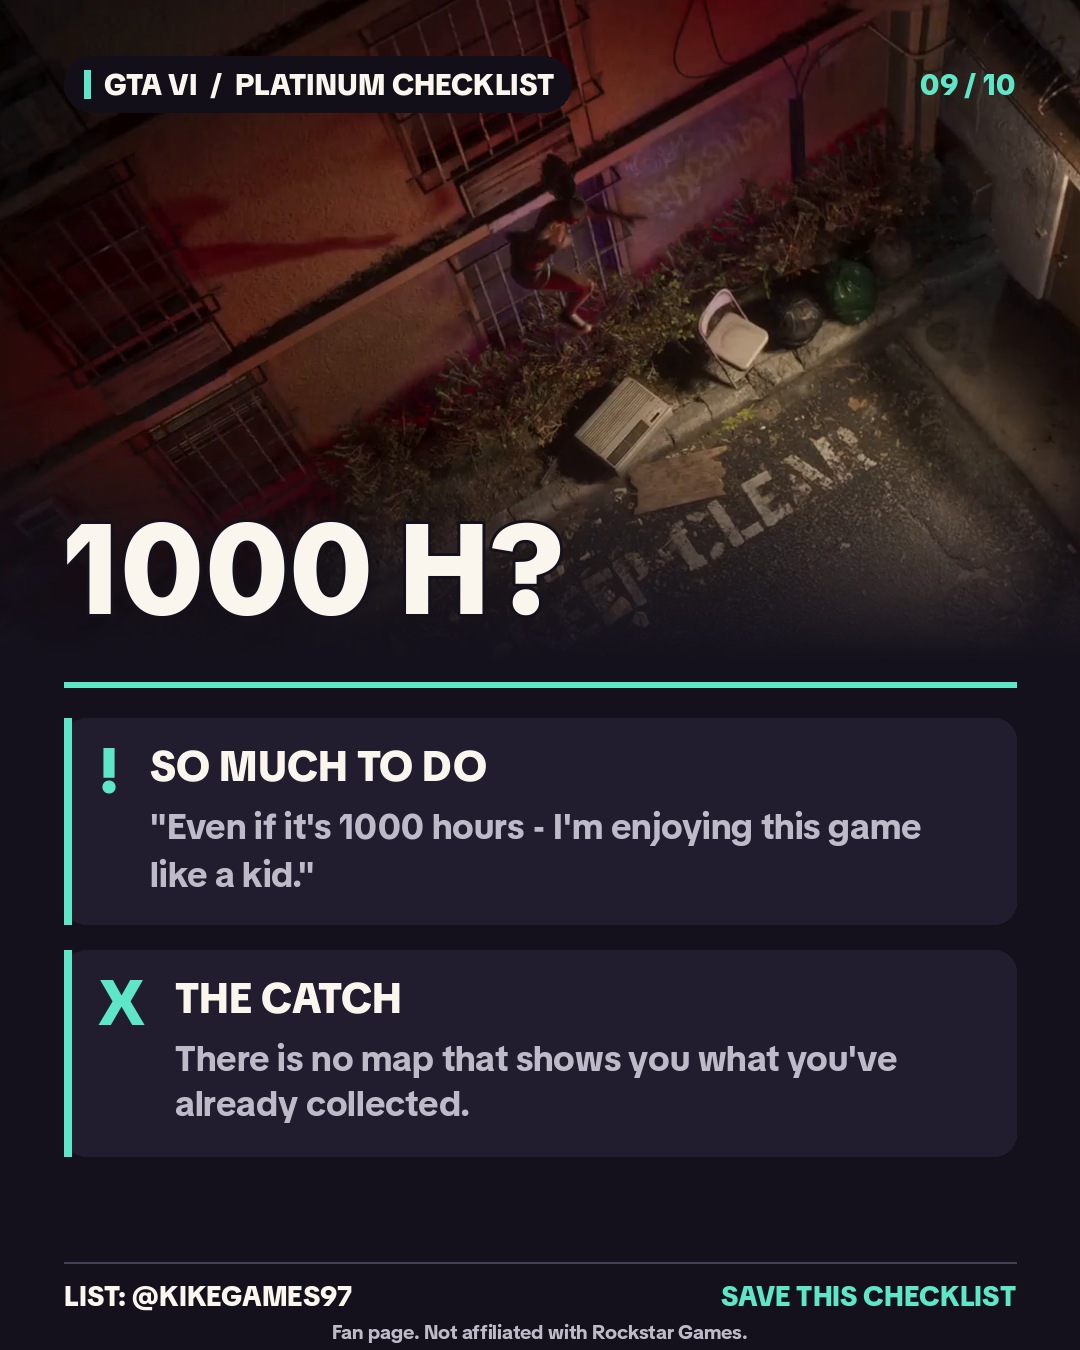 GTA VI / PLATINUM CHECKLIST
09 / 10
KEEP CLEAR
1000 H?
! SO MUCH TO DO
"Even if it's 1000 hours - I'm enjoying this game
like a kid."
X THE CATCH
There is no map that shows you what you've
already collected.
LIST: @KIKEGAMES97
SAVE THIS CHECKLIST
Fan page. Not affiliated with Rockstar Games.